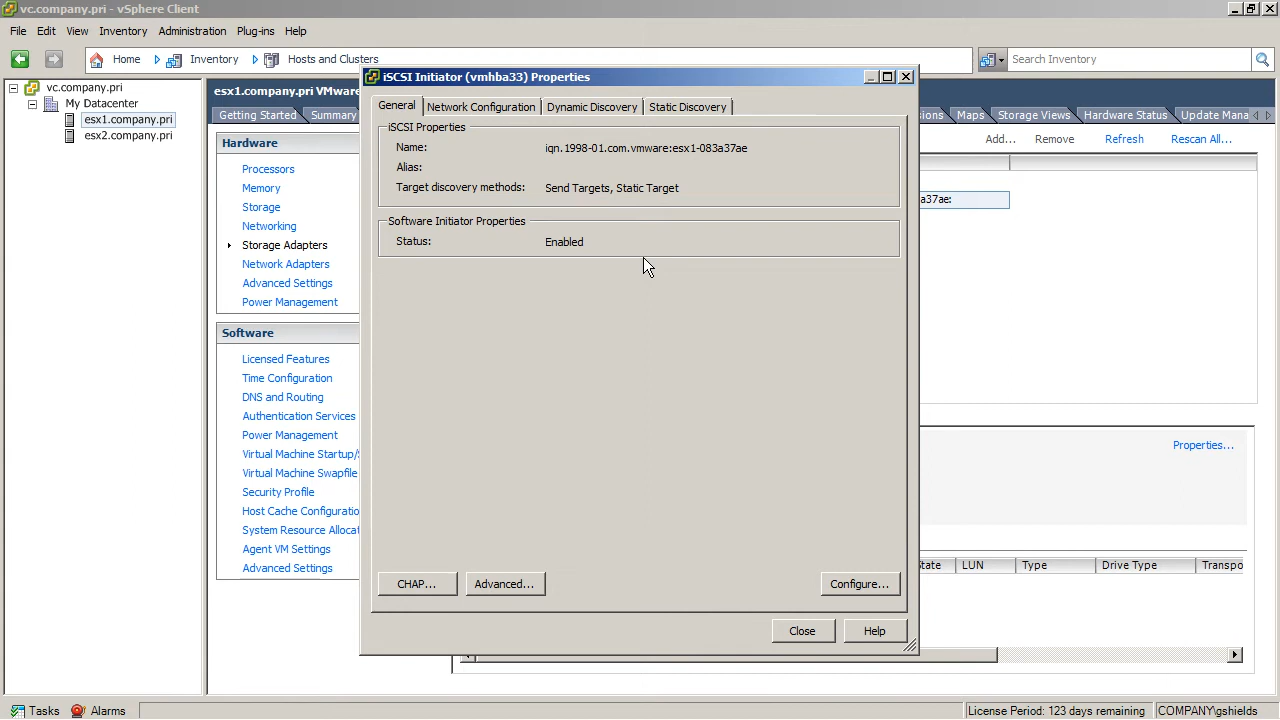 vc.company.pri - vSphere Client
File Edit View Inventory Administration Plug-ins Help
Home Inventory Hosts and Clusters Search Inventory
vc.company.pri
My Datacenter
esx1.company.pri
esx2.company.pri
esx1.company.pri VMware
Getting Started Summary
Maps Storage Views Hardware Status Update Mana
Hardware
Processors
Memory
Storage
Networking
Storage Adapters
Network Adapters
Advanced Settings
Power Management
Software
Licensed Features
Time Configuration
DNS and Routing
Authentication Services
Power Management
Virtual Machine Startup/S
Virtual Machine Swapfile
Security Profile
Host Cache Configuratio
System Resource Allocat
Agent VM Settings
Advanced Settings
iSCSI Initiator (vmhba33) Properties
General Network Configuration Dynamic Discovery Static Discovery
iSCSI Properties
Name: iqn.1998-01.com.vmware:esx1-083a37ae
Alias:
Target discovery methods: Send Targets, Static Target
Software Initiator Properties
Status: Enabled
CHAP... Advanced... Configure...
Close Help
Add... Remove Refresh Rescan All...
a37ae:
Properties...
State LUN Type Drive Type Transpo
Tasks Alarms License Period: 123 days remaining COMPANY\gshields